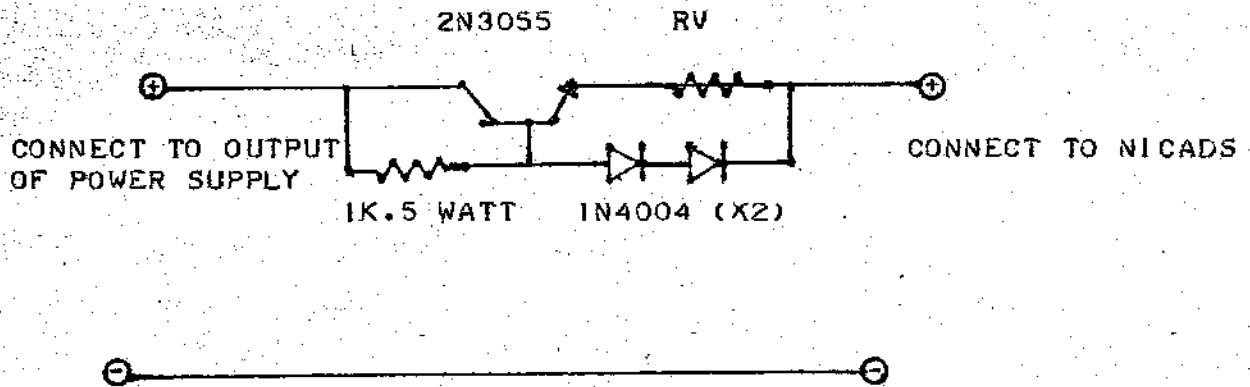 2N3055 RV
CONNECT TO OUTPUT
OF POWER SUPPLY
CONNECT TO NICADS
1K.5 WATT 1N4004 (X2)